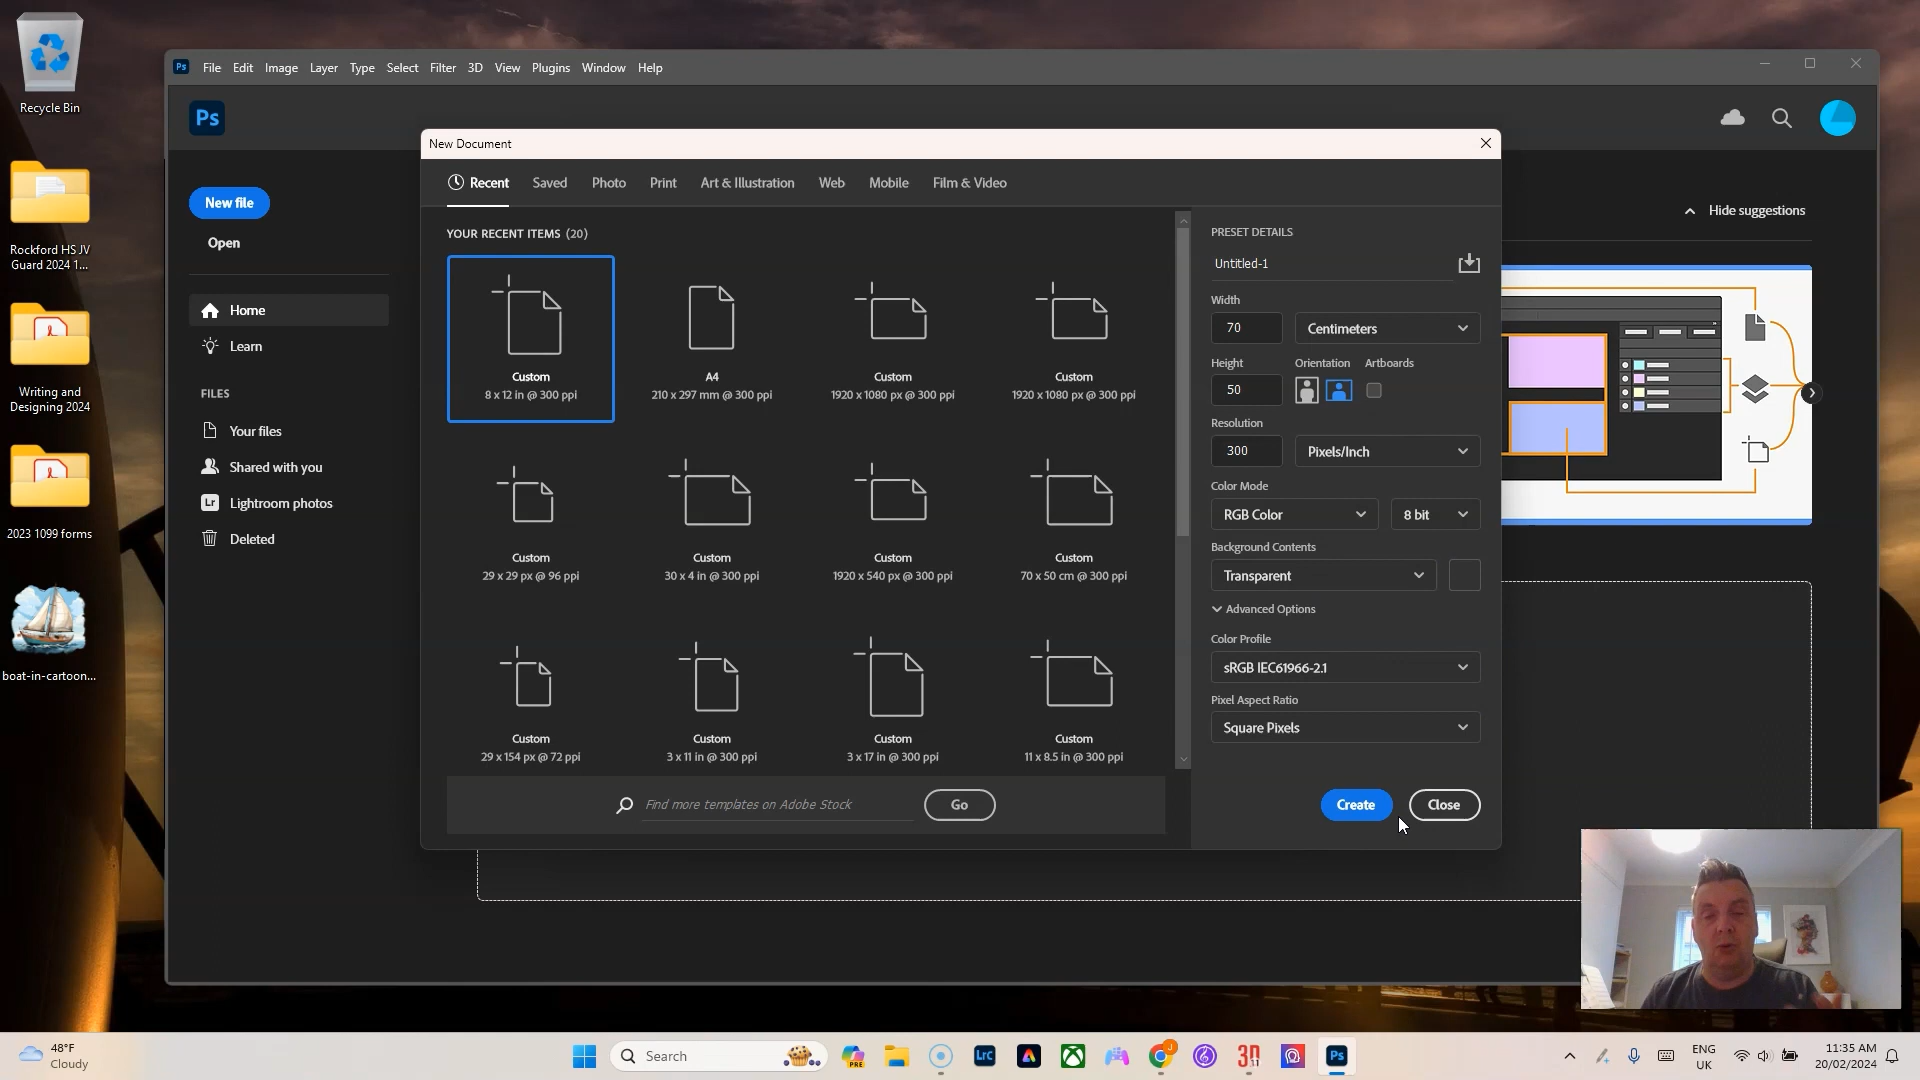 Recycle Bin
Rockford HS JV
Guard 2024 1...
Writing and
Designing 2024
2023 1099 forms
boat-in-cartoon...
Ps
File Edit Image Layer Type Select Filter 3D View Plugins Window Help
Ps
New file
Open
Home
Learn
FILES
Your files
Shared with you
Lr Lightroom photos
Deleted
Hide suggestions
New Document
Recent Saved Photo Print Art & Illustration Web Mobile Film & Video
YOUR RECENT ITEMS (20)
Custom
8 x 12 in @ 300 ppi
A4
210 x 297 mm @ 300 ppi
Custom
1920 x 1080 px @ 300 ppi
Custom
1920 x 1080 px @ 300 ppi
Custom
29 x 29 px @ 96 ppi
Custom
30 x 4 in @ 300 ppi
Custom
1920 x 540 px @ 300 ppi
Custom
70 x 50 cm @ 300 ppi
Custom
29 x 154 px @ 72 ppi
Custom
3 x 11 in @ 300 ppi
Custom
3 x 17 in @ 300 ppi
Custom
11 x 8.5 in @ 300 ppi
Find more templates on Adobe Stock
Go
PRESET DETAILS
Untitled-1
Width
70 Centimeters
Height Orientation Artboards
50
Resolution
300 Pixels/Inch
Color Mode
RGB Color 8 bit
Background Contents
Transparent
Advanced Options
Color Profile
sRGB IEC61966-2.1
Pixel Aspect Ratio
Square Pixels
Create Close
48°F
Cloudy
Search
PRE
LrC
J
Ps
ENG
UK
11:35 AM
20/02/2024